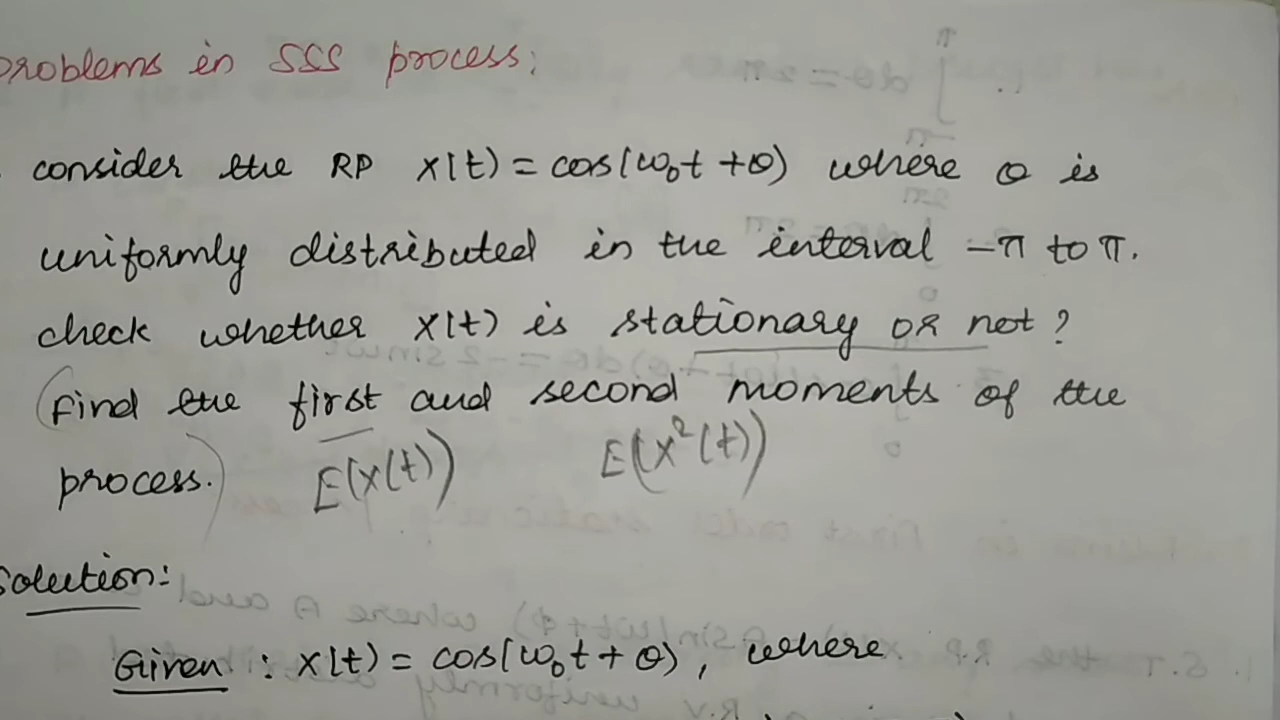 problems in SSS process:
consider the RP X(t) = cos(ω₀t + θ) where θ is
uniformly distributed in the interval -π to π.
check whether X(t) is stationary or not?
(Find the first and second moments of the
process.) E(X(t)) E(X²(t))
Solution:
Given : X(t) = cos(ω₀t + θ), where